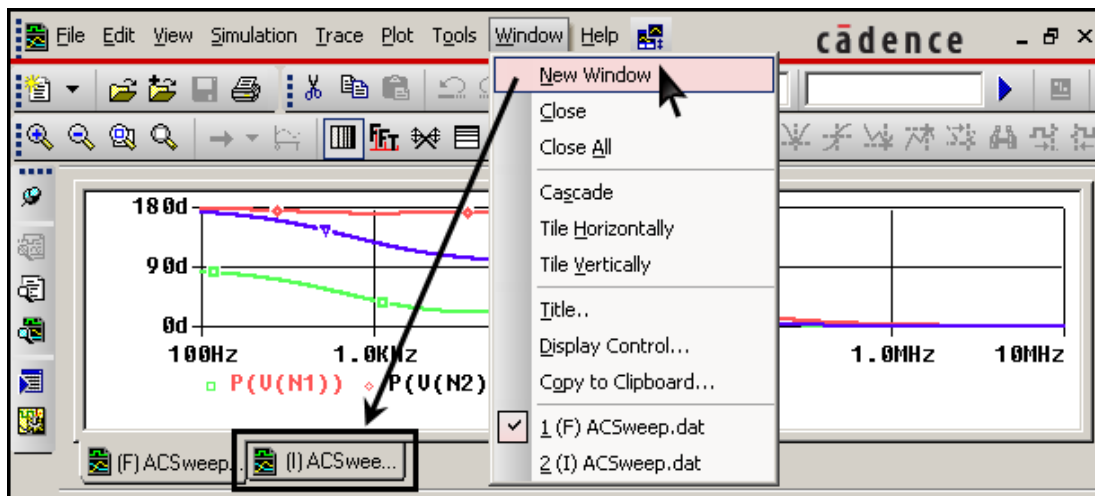 File Edit View Simulation Trace Plot Tools Window Help cādence
New Window
Close
Close All
FFT
Cascade
Tile Horizontally
Tile Vertically
Title..
Display Control...
Copy to Clipboard...
1 (F) ACSweep.dat
2 (I) ACSweep.dat
180d
90d
0d
100Hz 1.0KHz 1.0MHz 10MHz
P(V(N1)) P(V(N2)
(F) ACSweep. (I) ACSwee...